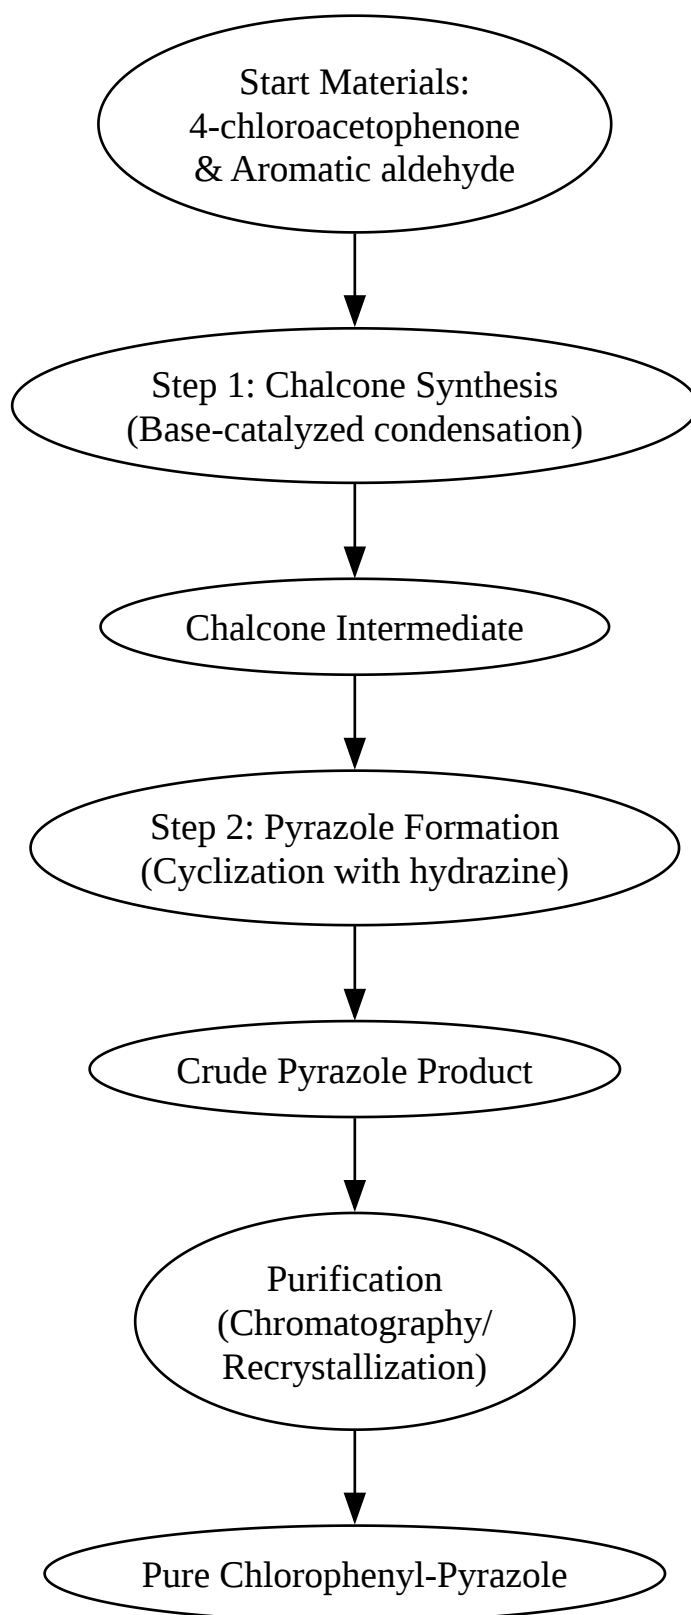 Start Materials:
4-chloroacetophenone
& Aromatic aldehyde
Step 1: Chalcone Synthesis
(Base-catalyzed condensation)
Chalcone Intermediate
Step 2: Pyrazole Formation
(Cyclization with hydrazine)
Crude Pyrazole Product
Purification
(Chromatography/
Recrystallization)
Pure Chlorophenyl-Pyrazole